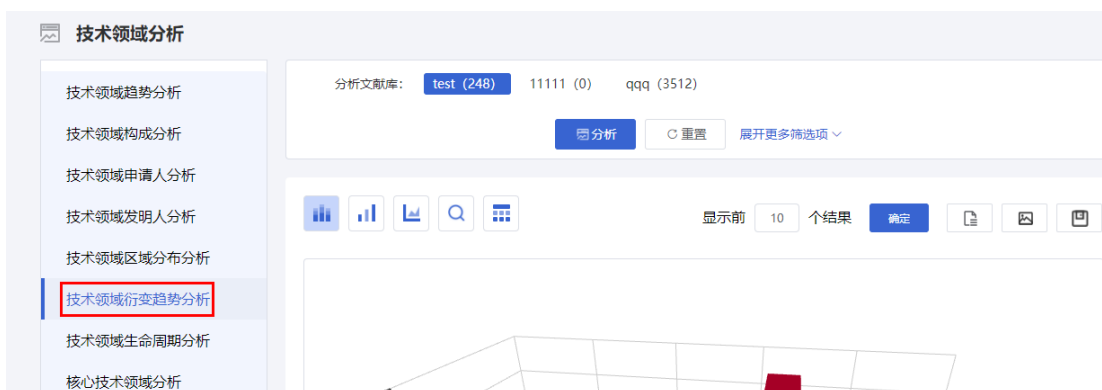 技术领域分析
技术领域趋势分析
技术领域构成分析
技术领域申请人分析
技术领域发明人分析
技术领域区域分布分析
技术领域衍变趋势分析
技术领域生命周期分析
核心技术领域分析
分析文献库： test（248） 11111（0） qqq（3512）
分析 重置 展开更多筛选项
显示前 10 个结果 确定